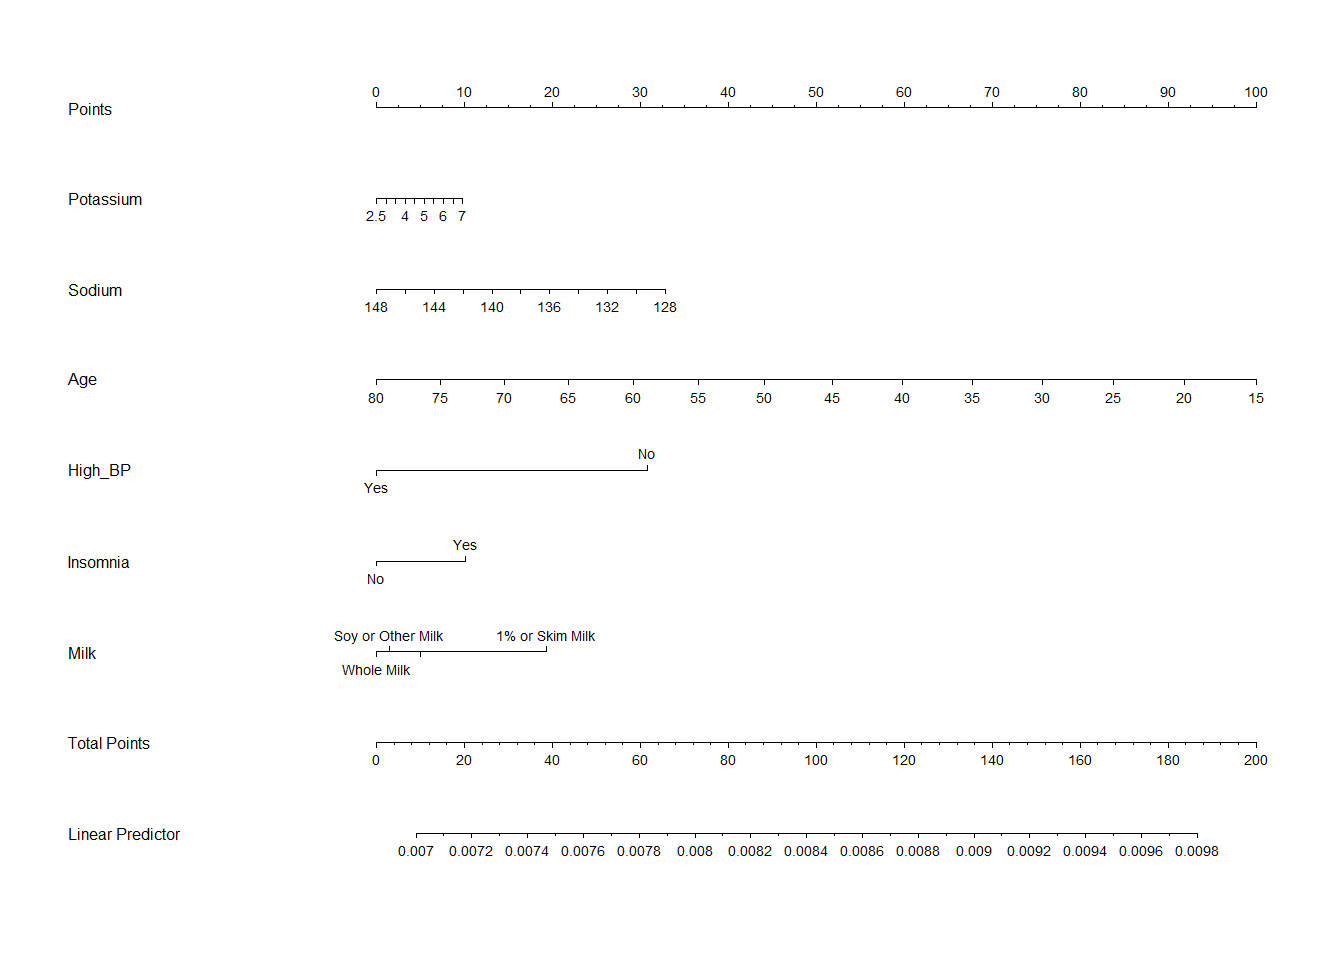 0 10 20 30 40 50 60 70 80 90 100
Points
Potassium
2.5 4 5 6 7
Sodium
148 144 140 136 132 128
Age
80 75 70 65 60 55 50 45 40 35 30 25 20 15
No
High_BP
Yes
Yes
Insomnia
No
Soy or Other Milk 1% or Skim Milk
Milk
Whole Milk
Total Points
0 20 40 60 80 100 120 140 160 180 200
Linear Predictor
0.007 0.0072 0.0074 0.0076 0.0078 0.008 0.0082 0.0084 0.0086 0.0088 0.009 0.0092 0.0094 0.0096 0.0098